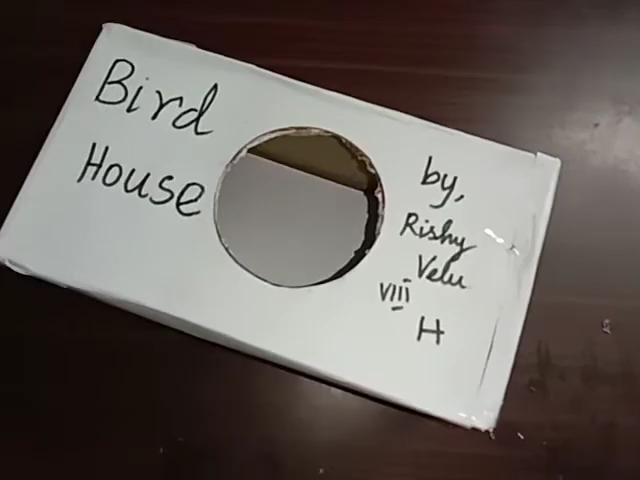 Bird
House
by,
Rishy
Velu
VIII
H